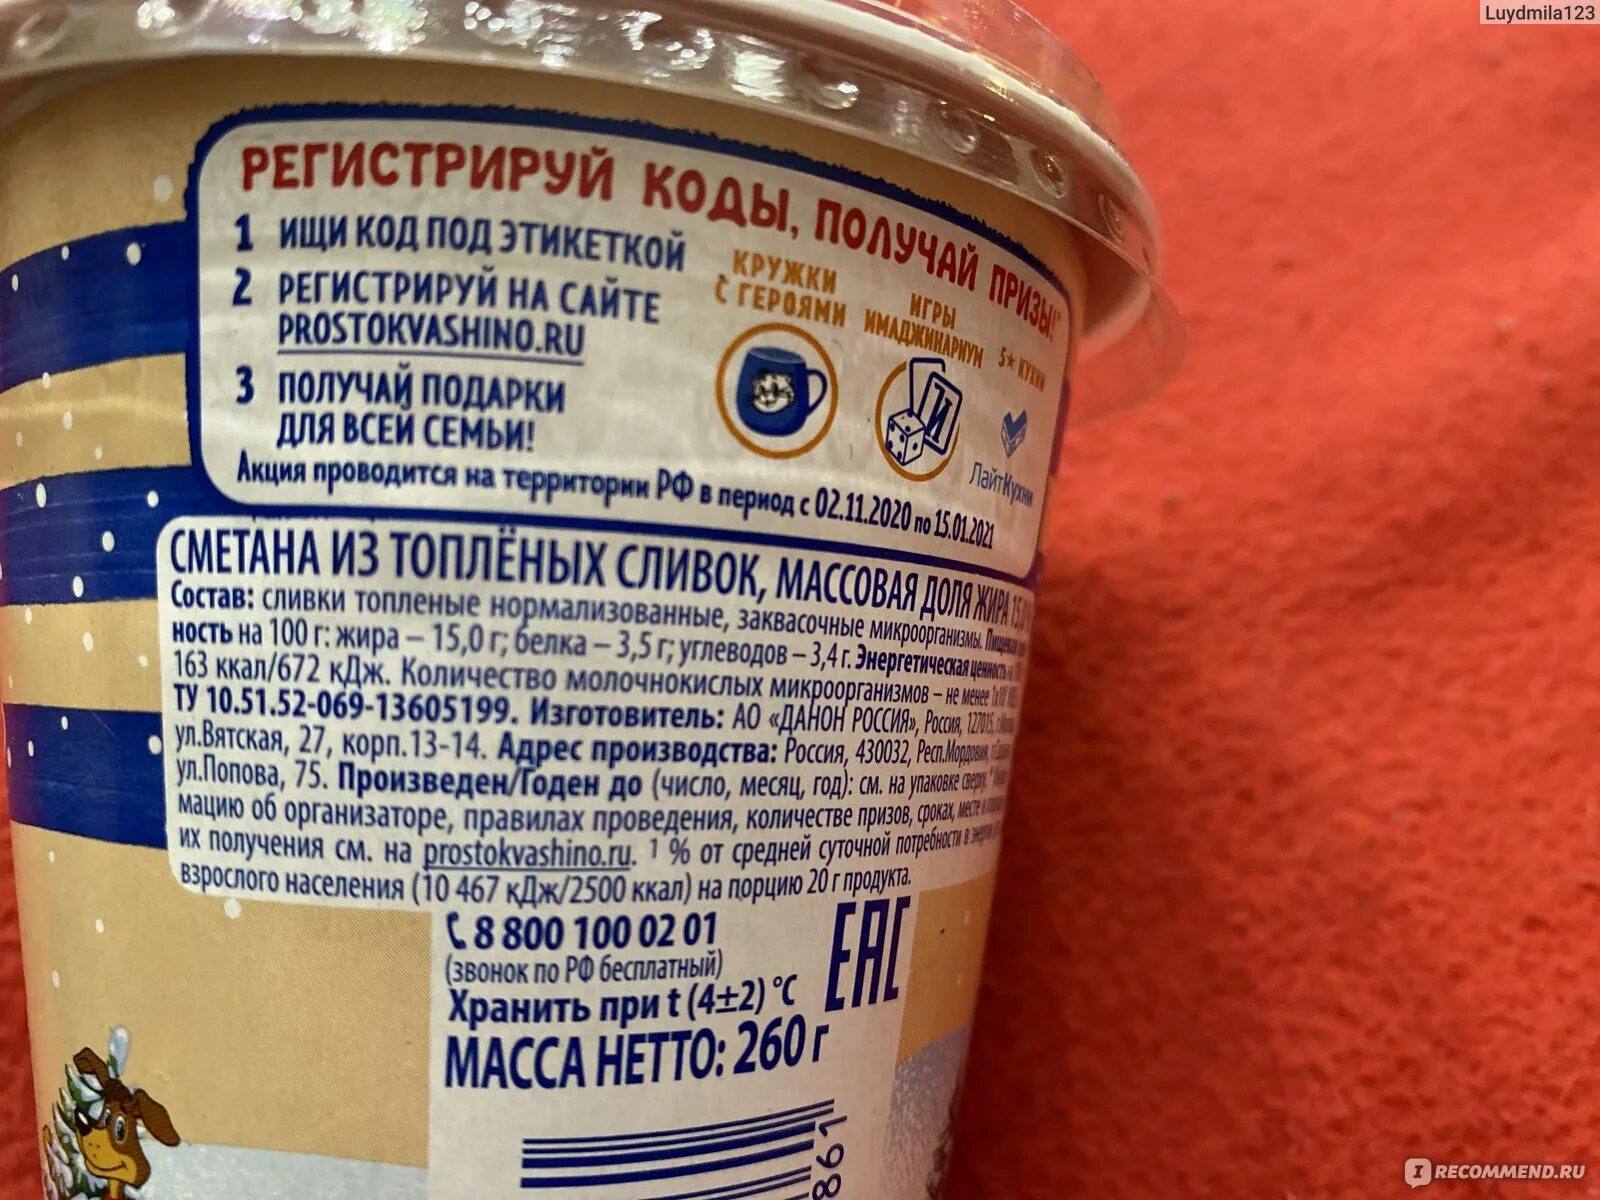 Luydmila123
РЕГИСТРИРУЙ КОДЫ, ПОЛУЧАЙ ПРИЗЫ!*
1 ИЩИ КОД ПОД ЭТИКЕТКОЙ
2 РЕГИСТРИРУЙ НА САЙТЕ
PROSTOKVASHINO.RU
3 ПОЛУЧАЙ ПОДАРКИ
ДЛЯ ВСЕЙ СЕМЬИ!
КРУЖКИ
С ГЕРОЯМИ
ИГРЫ
ИМАДЖИНАРИУМ
И
5★ КУХНИ
ЛайтКухни
Акция проводится на территории РФ в период с 02.11.2020 по 15.01.2021
СМЕТАНА ИЗ ТОПЛЁНЫХ СЛИВОК, МАССОВАЯ ДОЛЯ ЖИРА 15,0
Состав: сливки топленые нормализованные, заквасочные микроорганизмы. Пищевая
ность на 100 г: жира – 15,0 г; белка – 3,5 г; углеводов – 3,4 г. Энергетическая ценность
163 ккал/672 кДж. Количество молочнокислых микроорганизмов – не менее
ТУ 10.51.52-069-13605199. Изготовитель: АО «ДАНОН РОССИЯ», Россия, 127015,
ул.Вятская, 27, корп.13-14. Адрес производства: Россия, 430032, Респ.Мордовия,
ул.Попова, 75. Произведен/Годен до (число, месяц, год): см. на упаковке сверху.
мацию об организаторе, правилах проведения, количестве призов, сроках, месте и
их получения см. на prostokvashino.ru. ¹ % от средней суточной потребности в
взрослого населения (10 467 кДж/2500 ккал) на порцию 20 г продукта.
8 800 100 02 01
(звонок по РФ бесплатный)
Хранить при t (4±2) °С
МАССА НЕТТО: 260 г
ЕАС
861
IRECOMMEND.RU